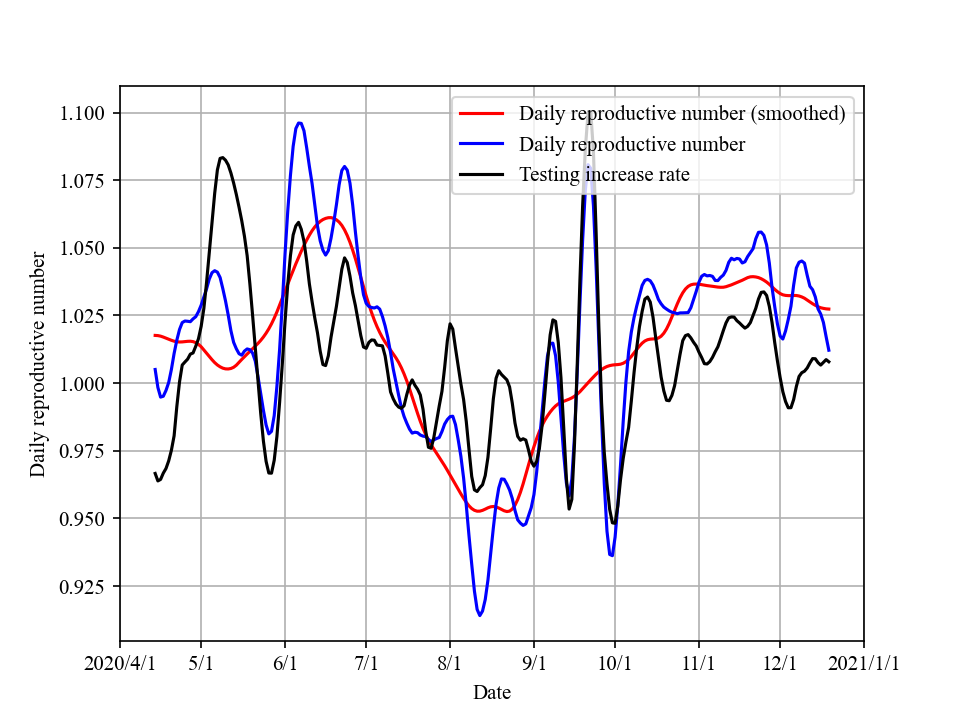 Daily reproductive number (smoothed)
Daily reproductive number
Testing increase rate
1.100
1.075
1.050
1.025
1.000
0.975
0.950
0.925
Daily reproductive number
2020/4/1 5/1 6/1 7/1 8/1 9/1 10/1 11/1 12/1 2021/1/1
Date